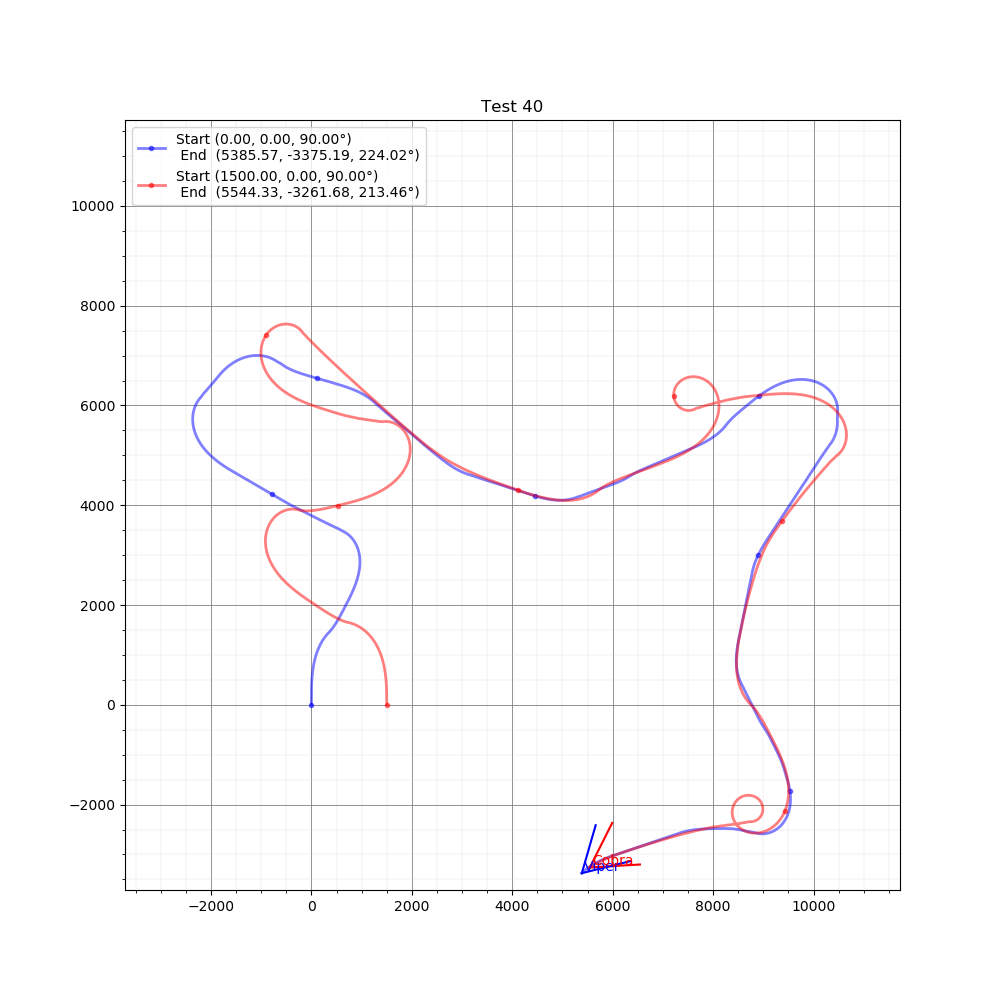 Test 40
Start (0.00, 0.00, 90.00°)
End (5385.57, -3375.19, 224.02°)
Start (1500.00, 0.00, 90.00°)
End (5544.33, -3261.68, 213.46°)
10000
8000
6000
4000
2000
0
−2000
Cobra
Viper
−2000 0 2000 4000 6000 8000 10000